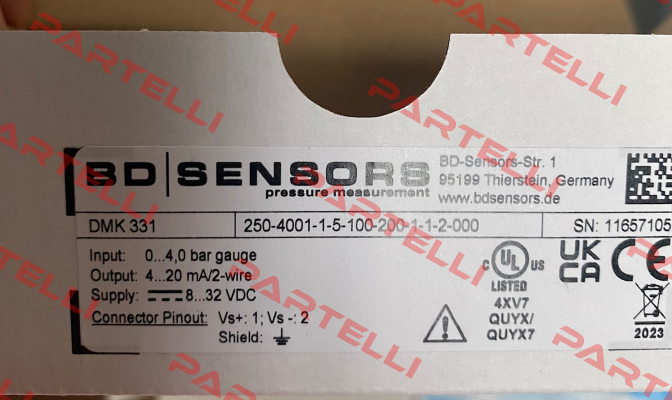 BD|SENSORS
pressure measurement
BD-Sensors-Str. 1
95199 Thierstein, Germany
www.bdsensors.de
DMK 331
250-4001-1-5-100-200-1-1-2-000
SN: 11657105
Input: 0...4,0 bar gauge
Output: 4...20 mA/2-wire
Supply: 8...32 VDC
Connector Pinout: Vs+: 1; Vs -: 2
Shield:
c UL US
LISTED
4XV7
QUYX/
QUYX7
UK
CA
CE
2023
PARTELLI
PARTELLI
PARTELLI
PARTELLI
PARTELLI
PARTELLI
PARTELLI